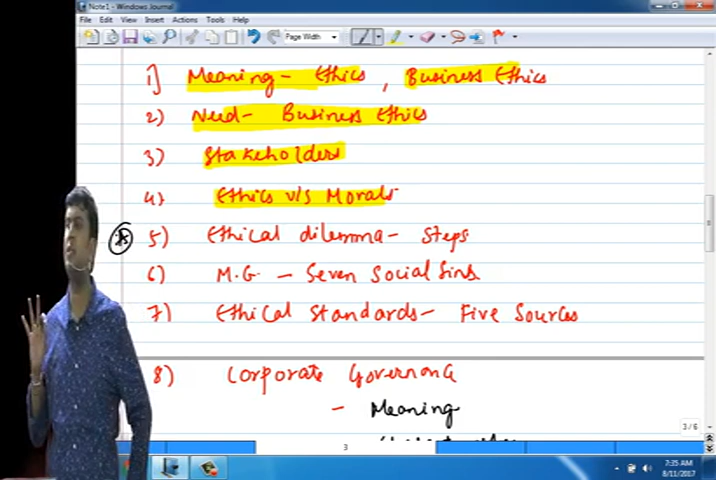 Note1 - Windows Journal
File Edit View Insert Actions Tools Help
Page Width
1) Meaning - Ethics , Business Ethics
2) Need - Business Ethics
3) Stakeholders
4) Ethics v/s Morals
5) Ethical dilemma - Steps
6) M.G. - Seven Social Sins
7) Ethical Standards - Five Sources
8) Corporate Governanc
- Meaning
3/6
3
7:35 AM
8/11/2017